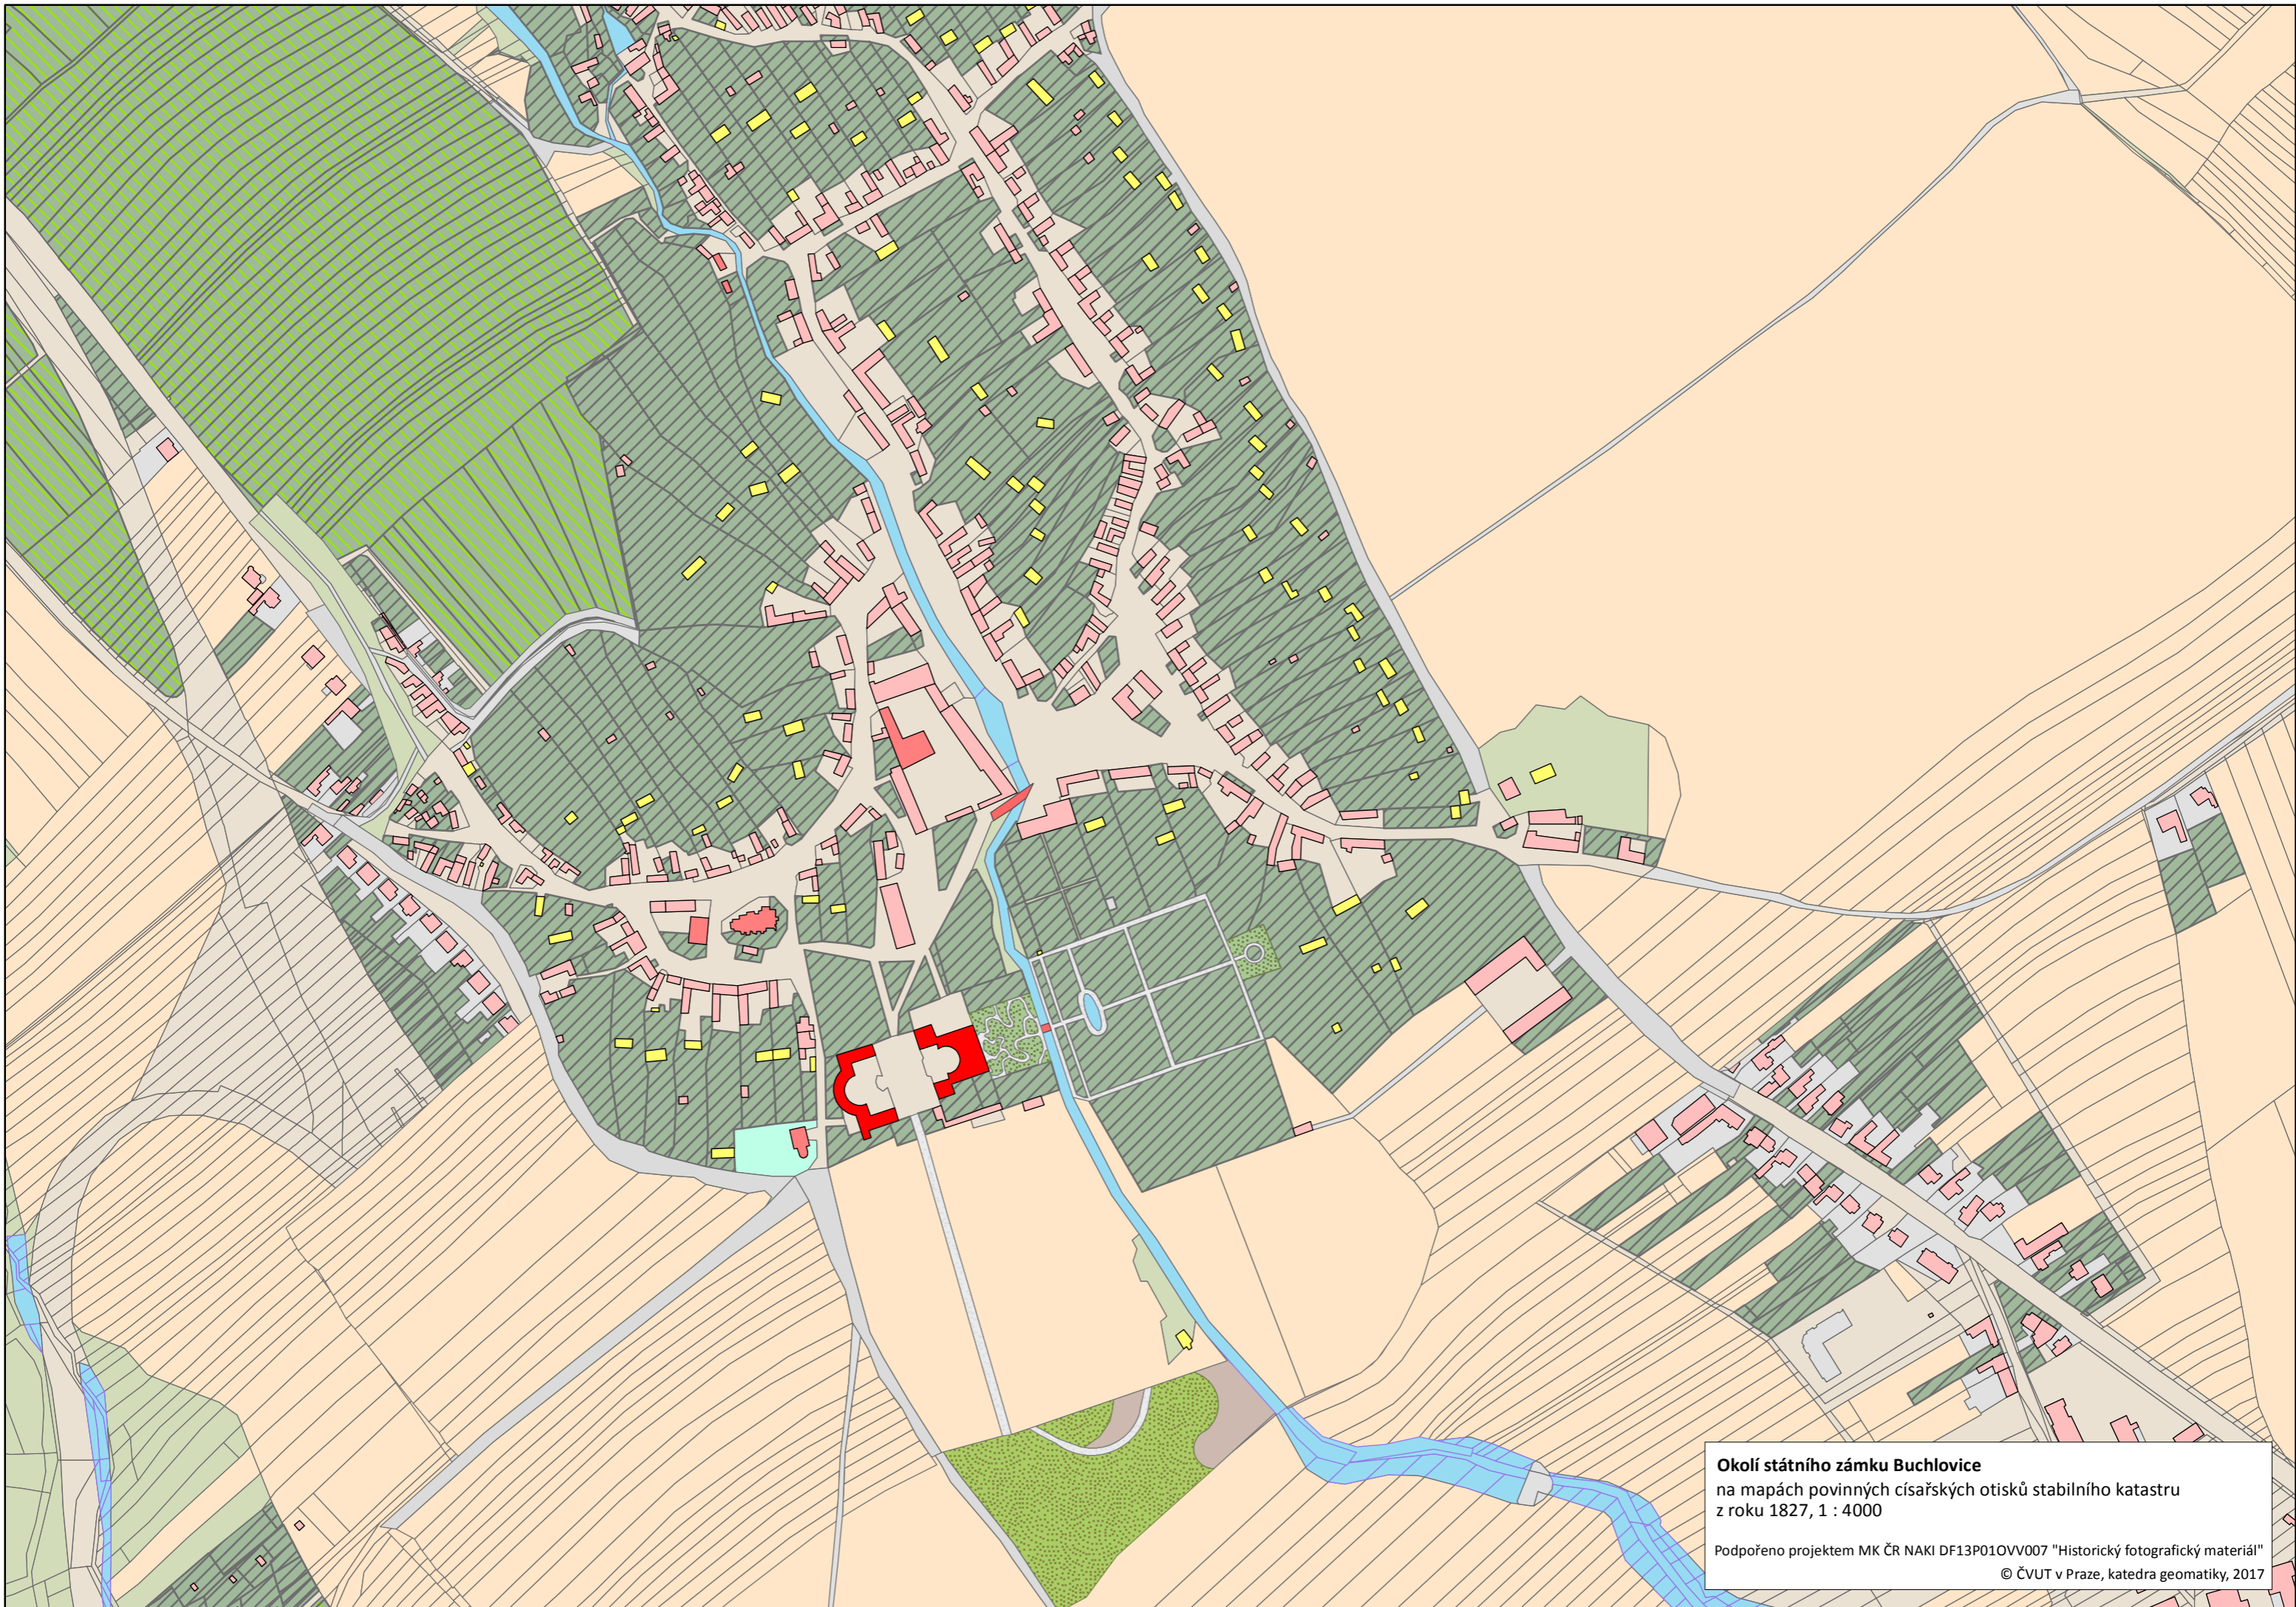 Okolí státního zámku Buchlovice
na mapách povinných císařských otisků stabilního katastru
z roku 1827, 1 : 4000
Podpořeno projektem MK ČR NAKI DF13P01OVV007 "Historický fotografický materiál"
© ČVUT v Praze, katedra geomatiky, 2017